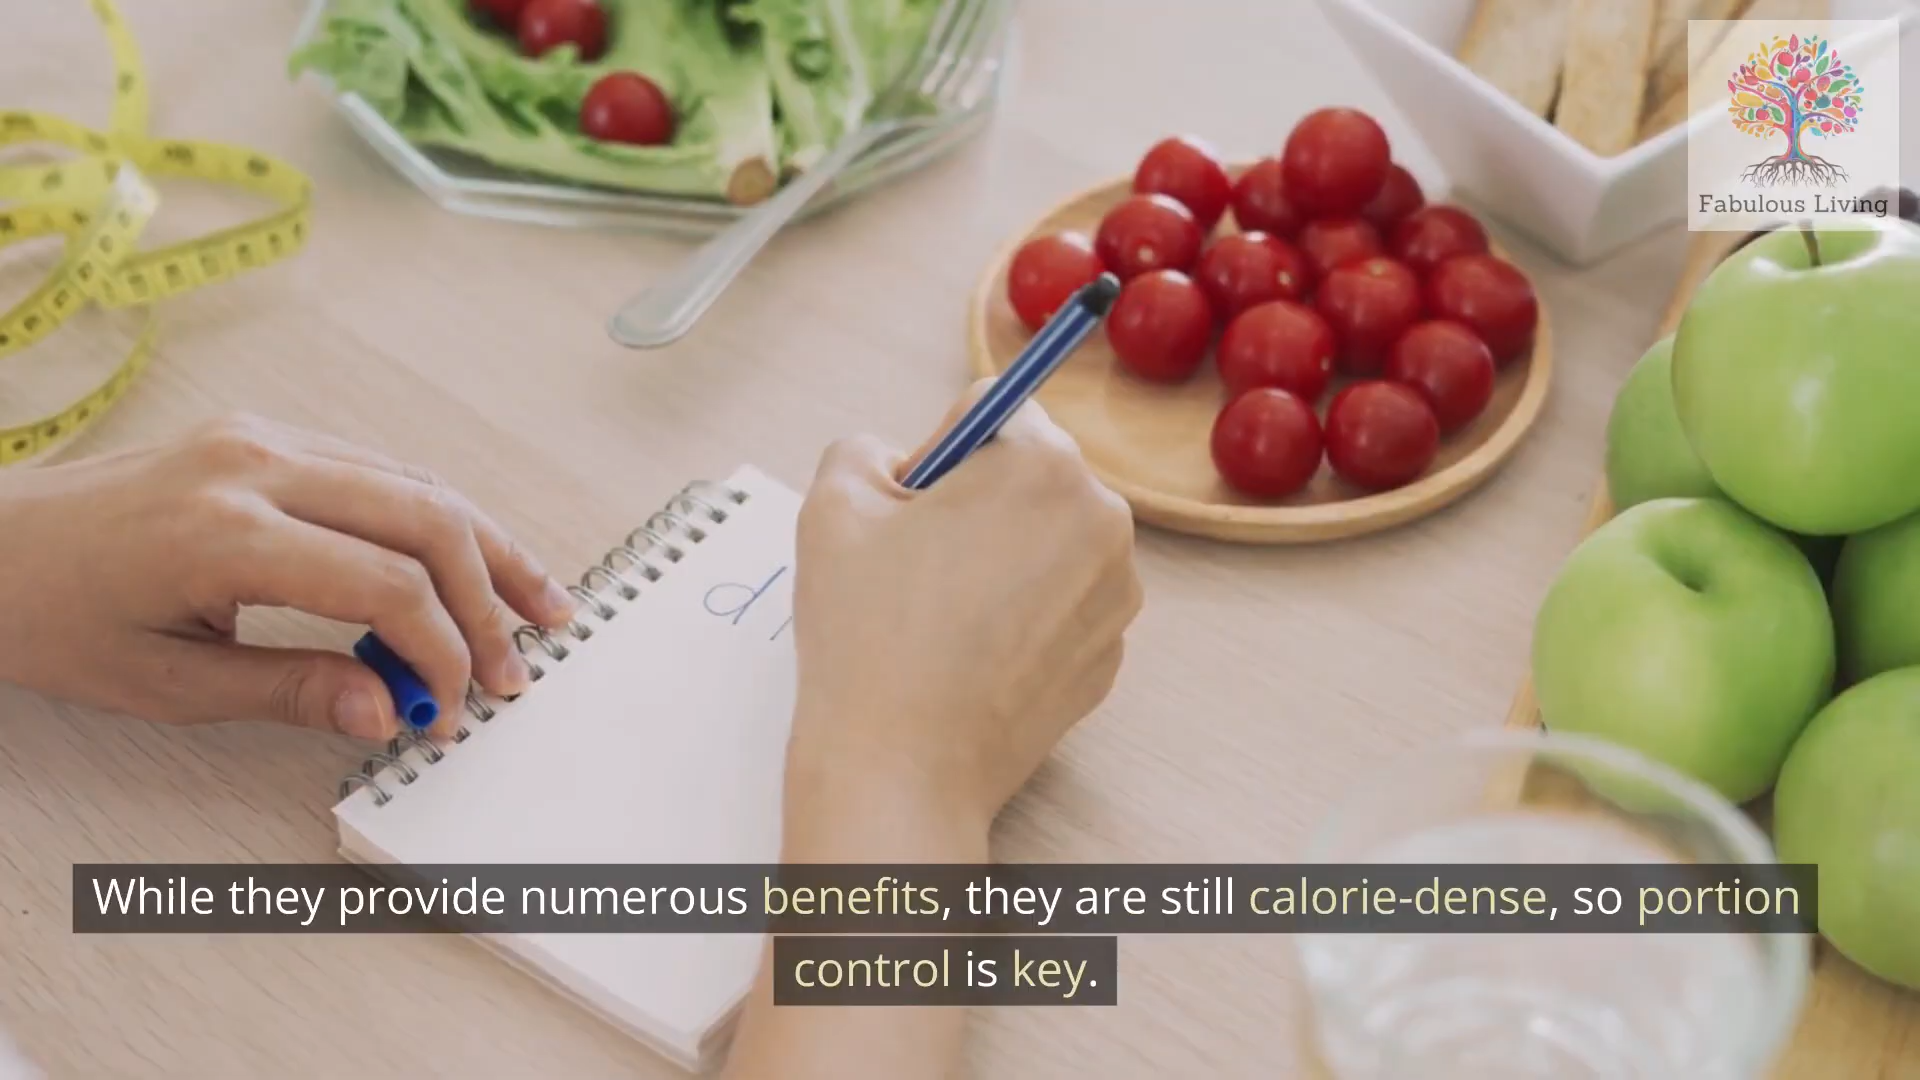 Fabulous Living
While they provide numerous benefits, they are still calorie-dense, so portion
control is key.